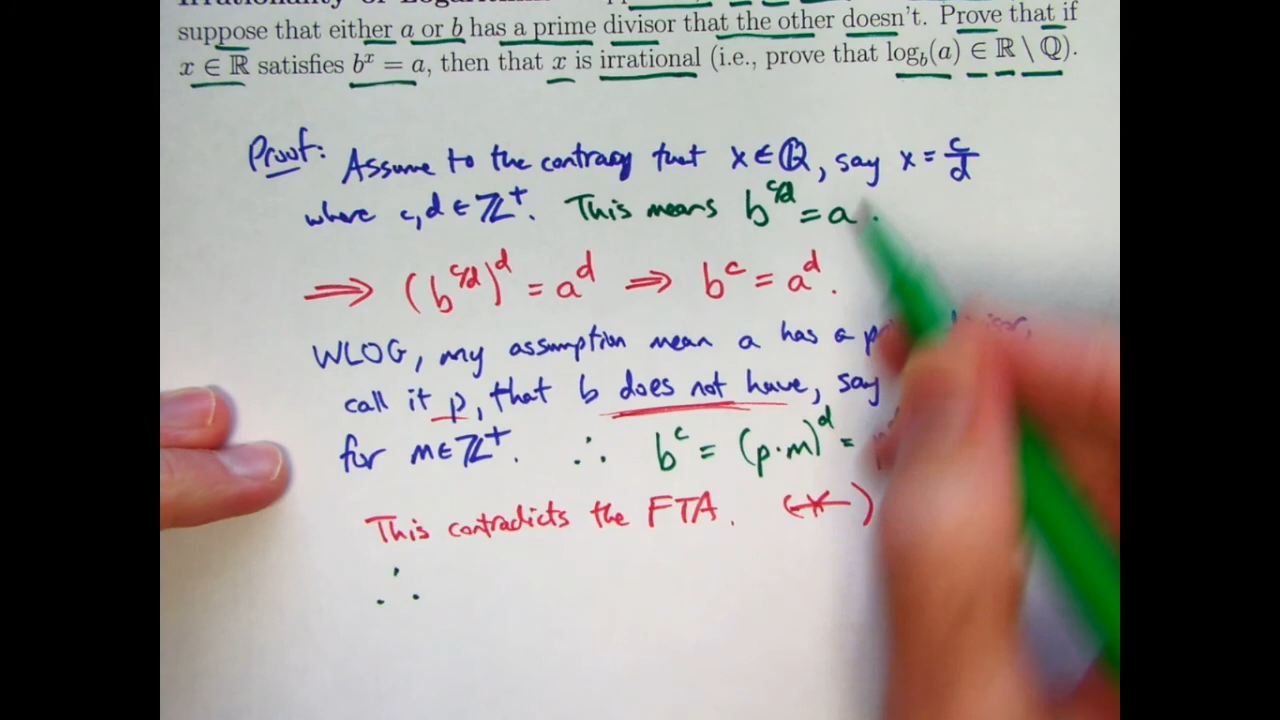 suppose that either a or b has a prime divisor that the other doesn't. Prove that if
x ∈ ℝ satisfies bˣ = a, then that x is irrational (i.e., prove that log_b(a) ∈ ℝ \ ℚ).
Proof: Assume to the contrary that x ∈ ℚ, say x = c/d
where c, d ∈ ℤ⁺. This means b^(c/d) = a.
⟹ (b^(c/d))^d = a^d ⟹ b^c = a^d.
WLOG, my assumption mean a has a
call it p, that b does not have, say
for m ∈ ℤ⁺. ∴ b^c = (p·m)^d =
This contradicts the FTA.
∴